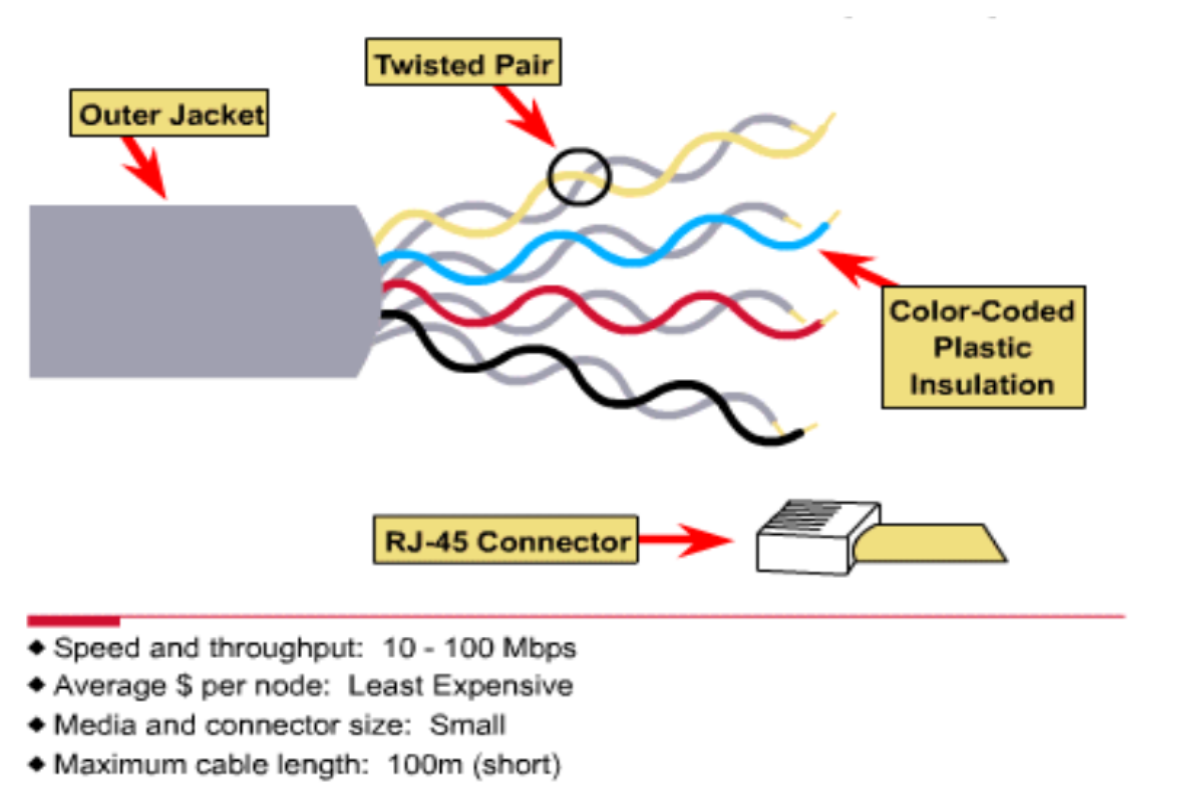 Twisted Pair
Outer Jacket
Color-Coded
Plastic
Insulation
RJ-45 Connector
◆ Speed and throughput: 10 - 100 Mbps
◆ Average $ per node: Least Expensive
◆ Media and connector size: Small
◆ Maximum cable length: 100m (short)